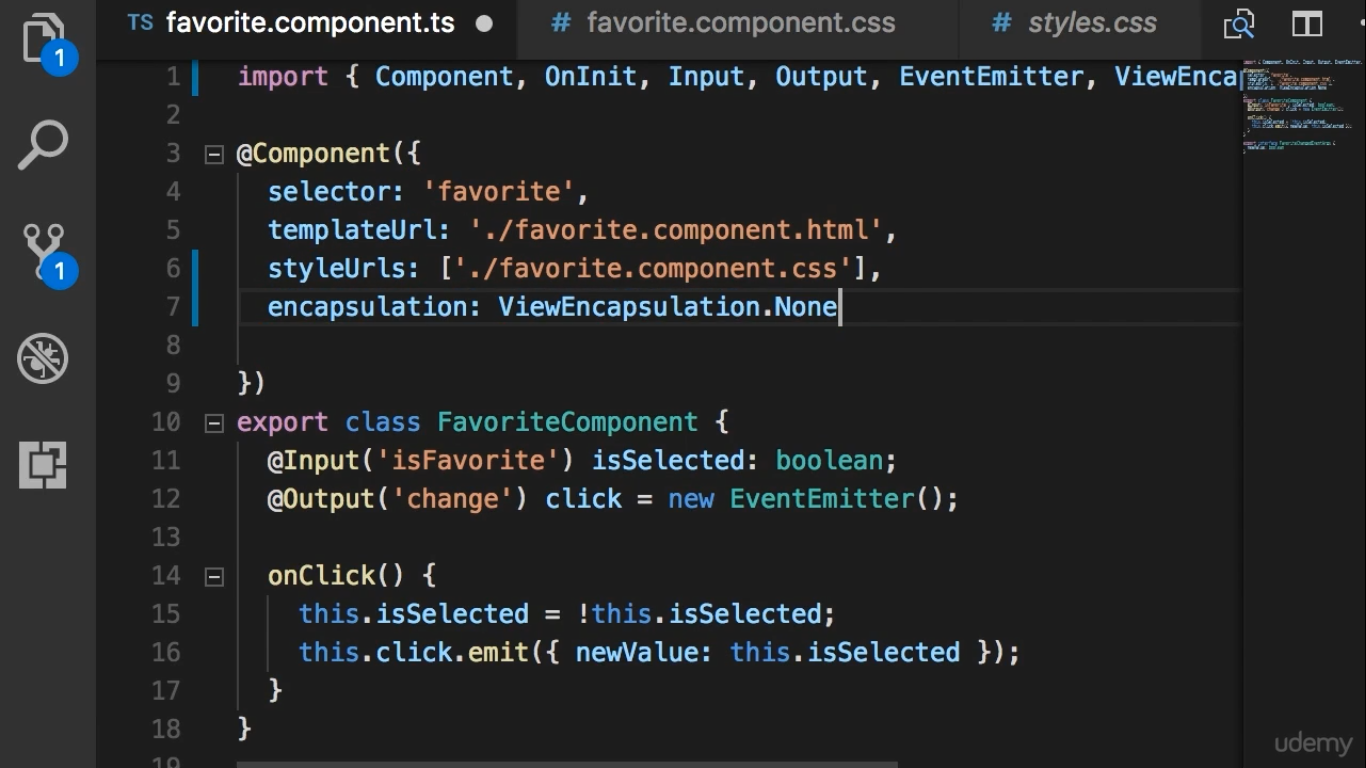 TS favorite.component.ts ● # favorite.component.css # styles.css
1
1
1 import { Component, OnInit, Input, Output, EventEmitter, ViewEncap
2
3 @Component({
4 selector: 'favorite',
5 templateUrl: './favorite.component.html',
6 styleUrls: ['./favorite.component.css'],
7 encapsulation: ViewEncapsulation.None
8
9 })
10 export class FavoriteComponent {
11 @Input('isFavorite') isSelected: boolean;
12 @Output('change') click = new EventEmitter();
13
14 onClick() {
15 this.isSelected = !this.isSelected;
16 this.click.emit({ newValue: this.isSelected });
17 }
18 }
19
udemy